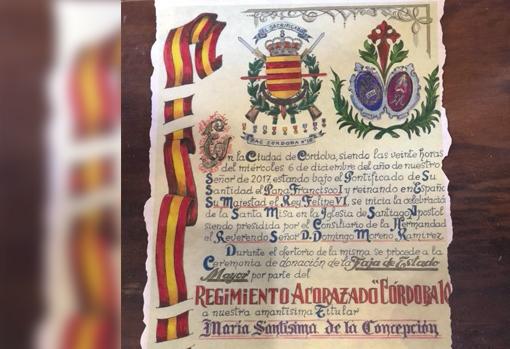 RAC CÓRDOBA Nº 10
En la Ciudad de Córdoba, siendo las veinte horas
del miércoles 6 de diciembre del año de nuestro
Señor de 2017 estando bajo el Pontificado de Su
Santidad el Papa Francisco I y reinando en España
Su Majestad el Rey Felipe VI, se inicia la celebración
de la Santa Misa en la Iglesia de Santiago Apostol
siendo presidida por el Consiliario de la Hermandad
el Reverendo Señor D. Domingo Moreno Ramírez.
Durante el ofertorio de la misma se procede a la
Ceremonia de donación de la Faja de Estado
Mayor por parte del
REGIMIENTO ACORAZADO "CÓRDOBA 10
a nuestra amantísima Titular
María Santísima de la Concepción